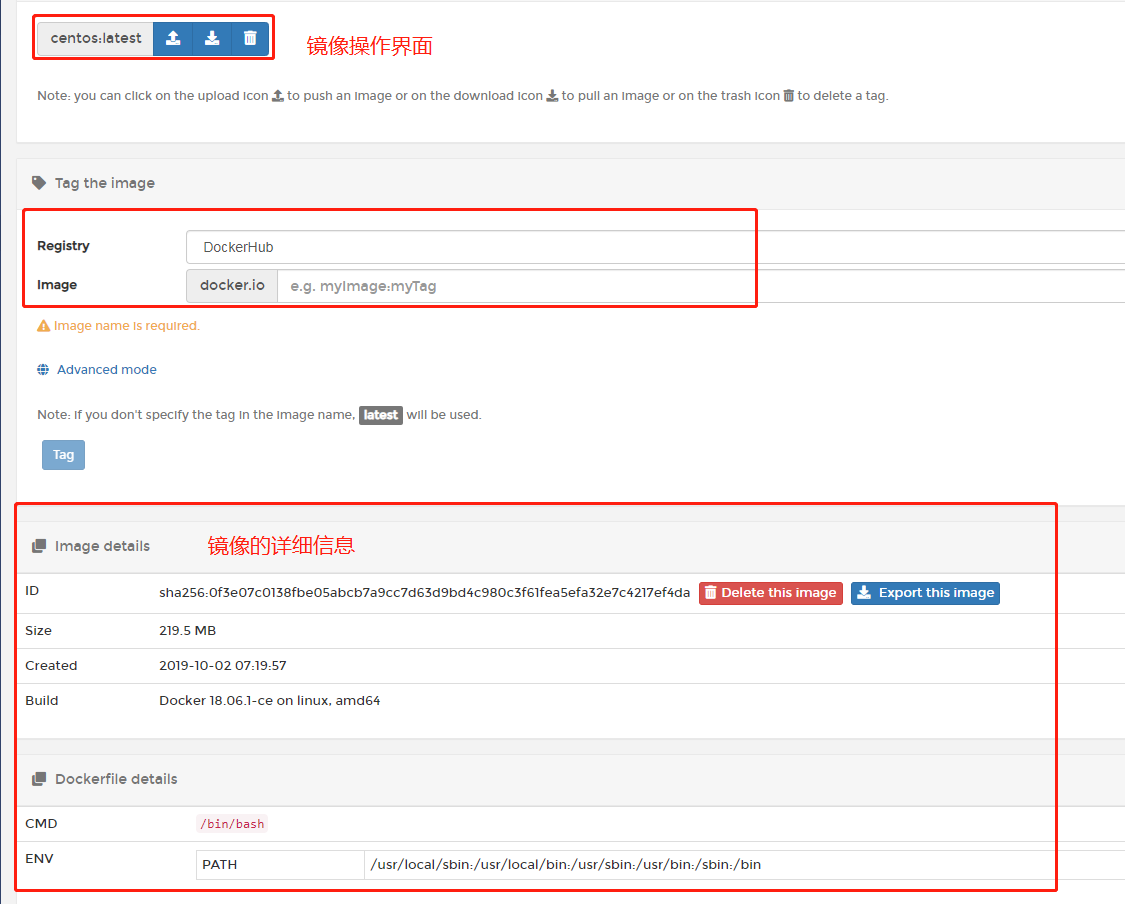 centos:latest
镜像操作界面
Note: you can click on the upload icon to push an image or on the download icon to pull an image or on the trash icon to delete a tag.
Tag the image
Registry DockerHub
Image docker.io e.g. myImage:myTag
Image name is required.
Advanced mode
Note: if you don't specify the tag in the image name, latest will be used.
Tag
Image details 镜像的详细信息
ID sha256:0f3e07c0138fbe05abcb7a9cc7d63d9bd4c980c3f61fea5efa32e7c4217ef4da Delete this image Export this image
Size 219.5 MB
Created 2019-10-02 07:19:57
Build Docker 18.06.1-ce on linux, amd64
Dockerfile details
CMD /bin/bash
ENV PATH /usr/local/sbin:/usr/local/bin:/usr/sbin:/usr/bin:/sbin:/bin